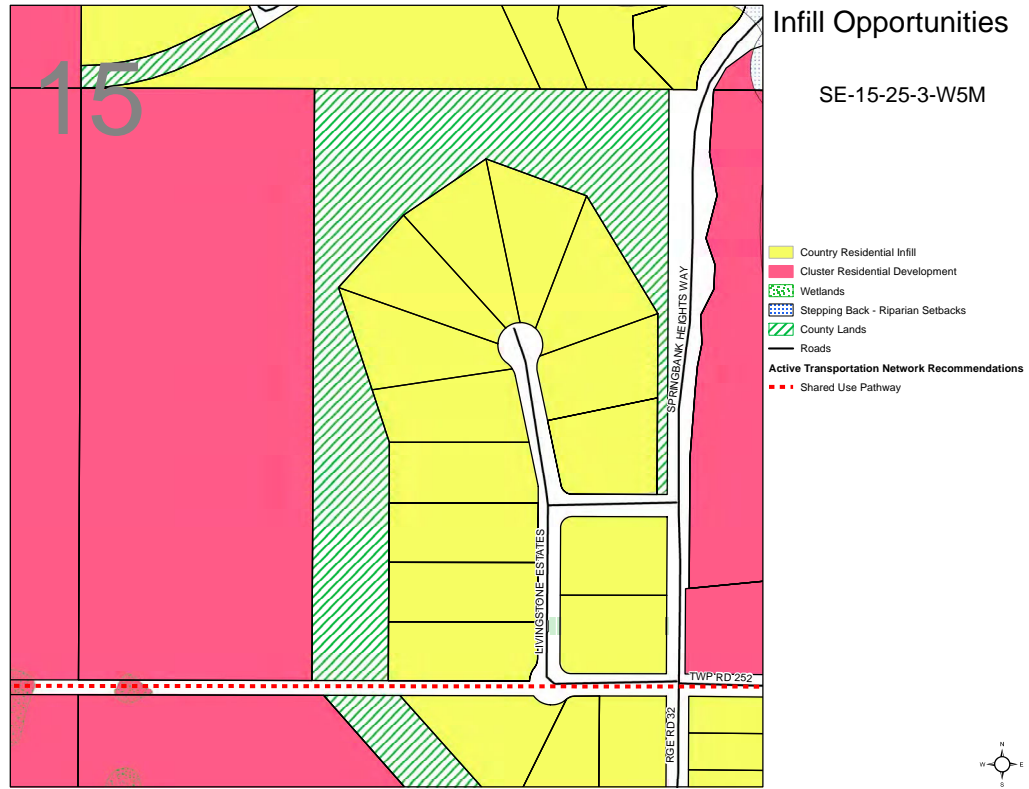 Infill Opportunities
SE-15-25-3-W5M
15
Country Residential Infill
Cluster Residential Development
Wetlands
Stepping Back - Riparian Setbacks
County Lands
Roads
Active Transportation Network Recommendations
Shared Use Pathway
SPRINGBANK HEIGHTS WAY
LIVINGSTONE ESTATES
TWP RD 252
RGE RD 32
N
W
E
S